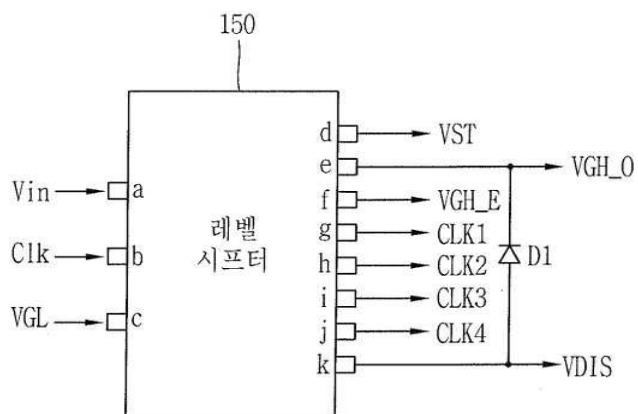 150
d VST
e VGH_O
Vin a
f VGH_E
레벨
g CLK1
시프터
Clk b
h CLK2
D1
i CLK3
VGL c
j CLK4
k VDIS